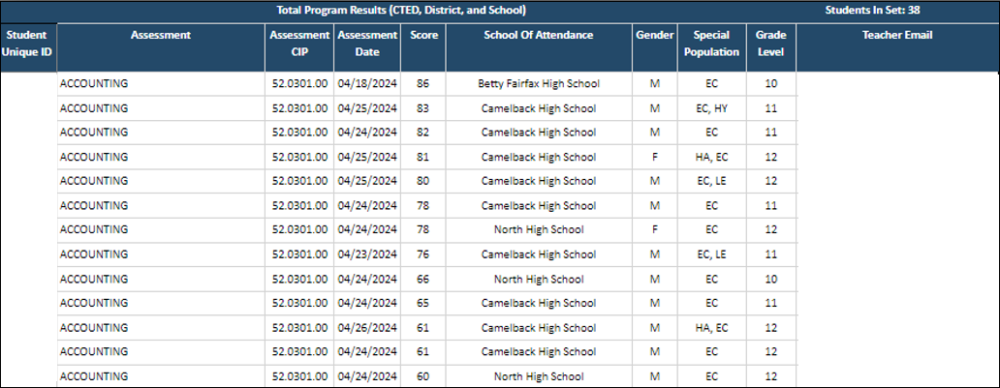 Total Program Results (CTED, District, and School) Students In Set: 38
Student Unique ID Assessment Assessment CIP Assessment Date Score School Of Attendance Gender Special Population Grade Level Teacher Email
ACCOUNTING 52.0301.00 04/18/2024 86 Betty Fairfax High School M EC 10
ACCOUNTING 52.0301.00 04/25/2024 83 Camelback High School M EC, HY 11
ACCOUNTING 52.0301.00 04/24/2024 82 Camelback High School M EC 11
ACCOUNTING 52.0301.00 04/25/2024 81 Camelback High School F HA, EC 12
ACCOUNTING 52.0301.00 04/25/2024 80 Camelback High School M EC, LE 12
ACCOUNTING 52.0301.00 04/24/2024 78 Camelback High School M EC 11
ACCOUNTING 52.0301.00 04/24/2024 78 North High School F EC 12
ACCOUNTING 52.0301.00 04/23/2024 76 Camelback High School M EC, LE 11
ACCOUNTING 52.0301.00 04/24/2024 66 North High School M EC 10
ACCOUNTING 52.0301.00 04/24/2024 65 Camelback High School M EC 11
ACCOUNTING 52.0301.00 04/26/2024 61 Camelback High School M HA, EC 12
ACCOUNTING 52.0301.00 04/24/2024 61 Camelback High School M EC 12
ACCOUNTING 52.0301.00 04/24/2024 60 North High School M EC 12